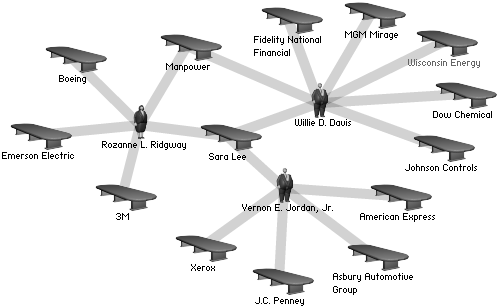 Fidelity National
Financial
MGM Mirage
Boeing
Manpower
Wisconsin Energy
Willie D. Davis
Dow Chemical
Emerson Electric
Rozanne L. Ridgway
Sara Lee
Johnson Controls
3M
Vernon E. Jordan, Jr.
American Express
Xerox
Asbury Automotive
Group
J.C. Penney